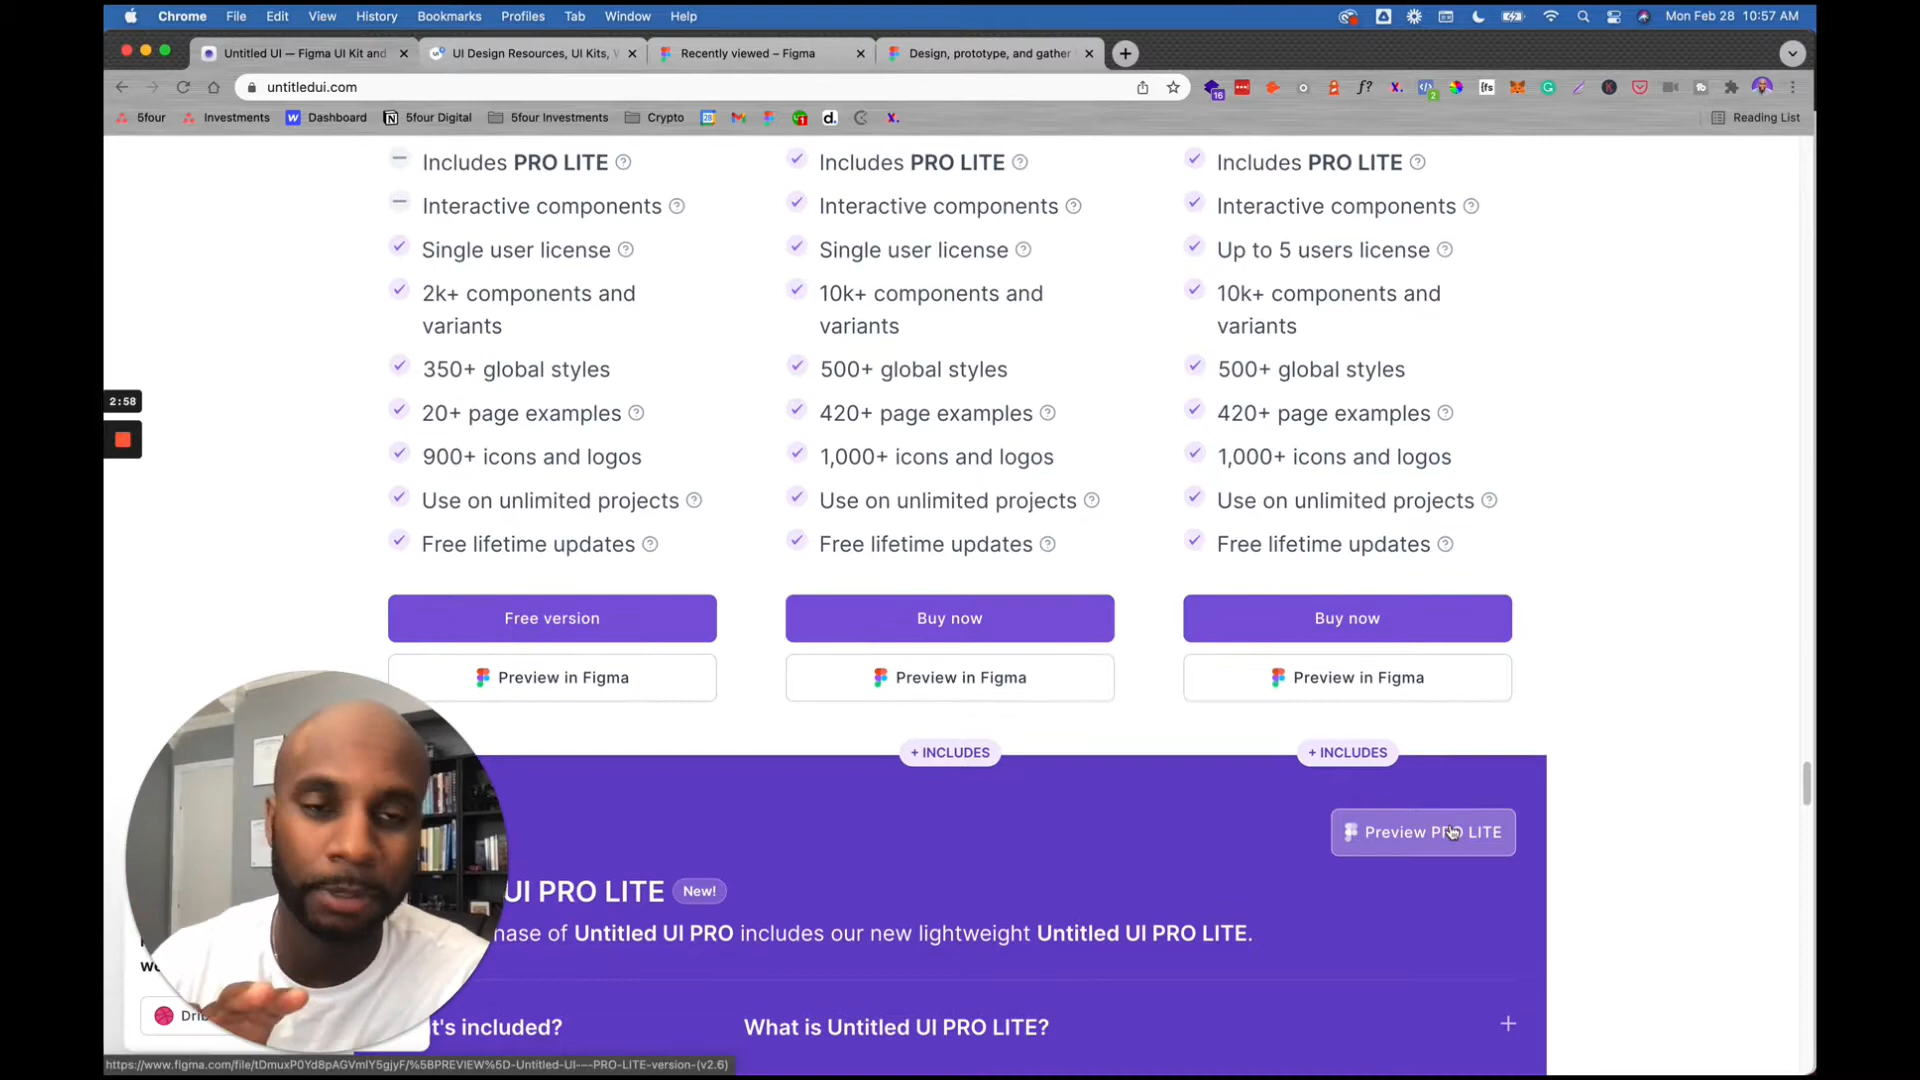 Chrome File Edit View History Bookmarks Profiles Tab Window Help Mon Feb 28 10:57 AM
Untitled UI — Figma UI Kit and UI Design Resources, UI Kits, Recently viewed – Figma Design, prototype, and gather
untitledui.com 16 f? X. 2 {fs
5four Investments Dashboard 5four Digital 5four Investments Crypto 28 1 d. X. Reading List
Includes PRO LITE
Interactive components
Single user license
2k+ components and
variants
350+ global styles
20+ page examples
900+ icons and logos
Use on unlimited projects
Free lifetime updates
Free version
Preview in Figma
Includes PRO LITE
Interactive components
Single user license
10k+ components and
variants
500+ global styles
420+ page examples
1,000+ icons and logos
Use on unlimited projects
Free lifetime updates
Buy now
Preview in Figma
Includes PRO LITE
Interactive components
Up to 5 users license
10k+ components and
variants
500+ global styles
420+ page examples
1,000+ icons and logos
Use on unlimited projects
Free lifetime updates
Buy now
Preview in Figma
2:58
+ INCLUDES + INCLUDES
Preview PRO LITE
UI PRO LITE New!
hase of Untitled UI PRO includes our new lightweight Untitled UI PRO LITE.
t's included? What is Untitled UI PRO LITE?
https://www.figma.com/file/tDmuxP0Yd8pAGVmIY5gjyF/%5BPREVIEW%5D-Untitled-UI-–-PRO-LITE-version-(v2.6)